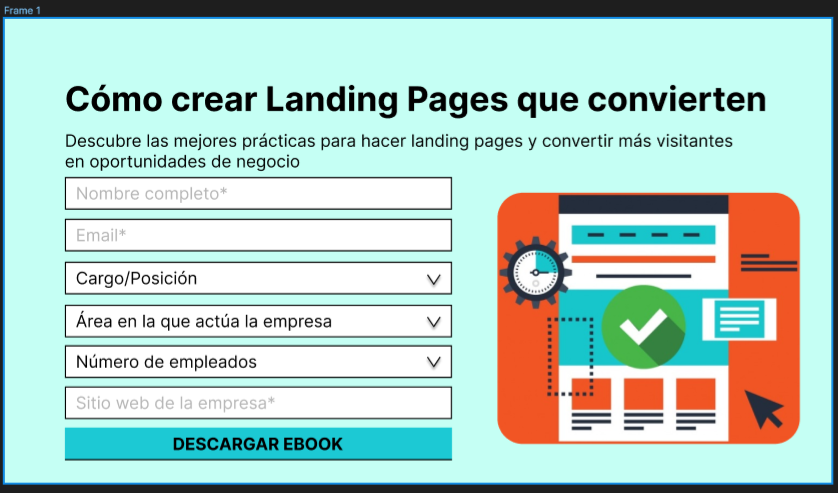 Frame 1
Cómo crear Landing Pages que convierten
Descubre las mejores prácticas para hacer landing pages y convertir más visitantes
en oportunidades de negocio
Nombre completo*
Email*
Cargo/Posición
Área en la que actúa la empresa
Número de empleados
Sitio web de la empresa*
DESCARGAR EBOOK